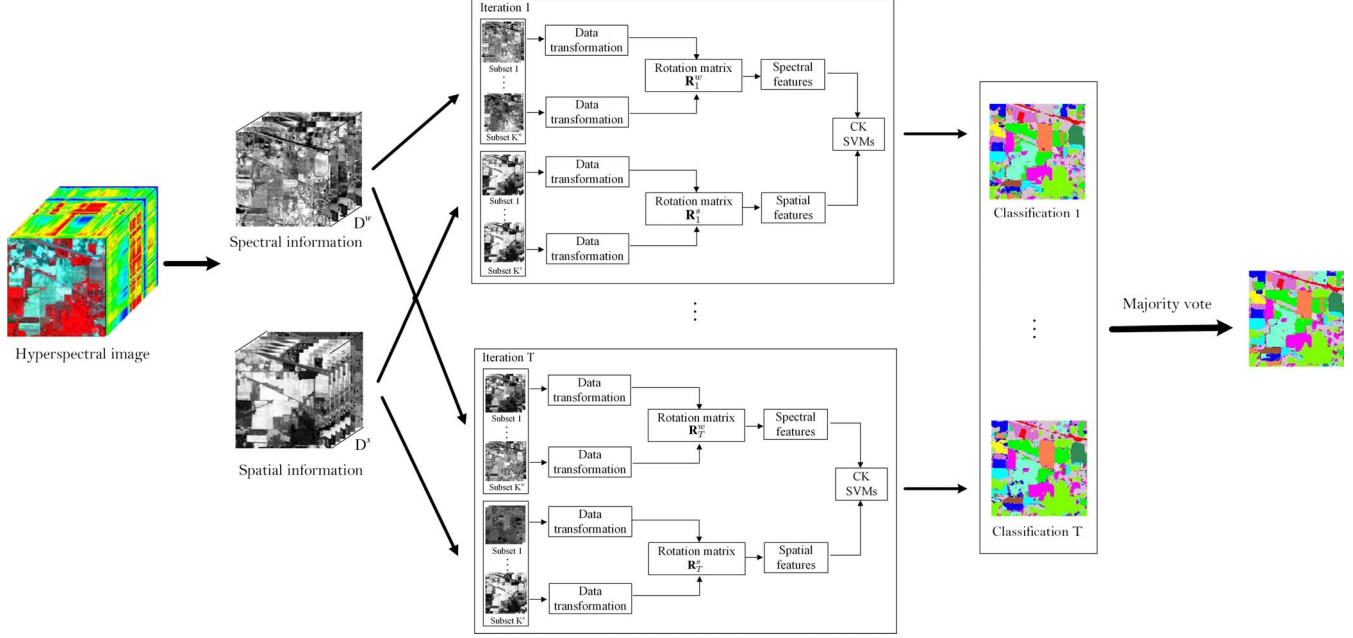 Hyperspectral image
D^w
Spectral information
D^s
Spatial information
Iteration 1
Subset 1
Subset K^w
Data
transformation
Data
transformation
Rotation matrix
R_1^w
Spectral
features
Subset 1
Subset K^s
Data
transformation
Data
transformation
Rotation matrix
R_1^s
Spatial
features
CK
SVMs
Iteration T
Subset 1
Subset K^w
Data
transformation
Data
transformation
Rotation matrix
R_T^w
Spectral
features
Subset 1
Subset K^s
Data
transformation
Data
transformation
Rotation matrix
R_T^s
Spatial
features
CK
SVMs
Classification 1
Classification T
Majority vote